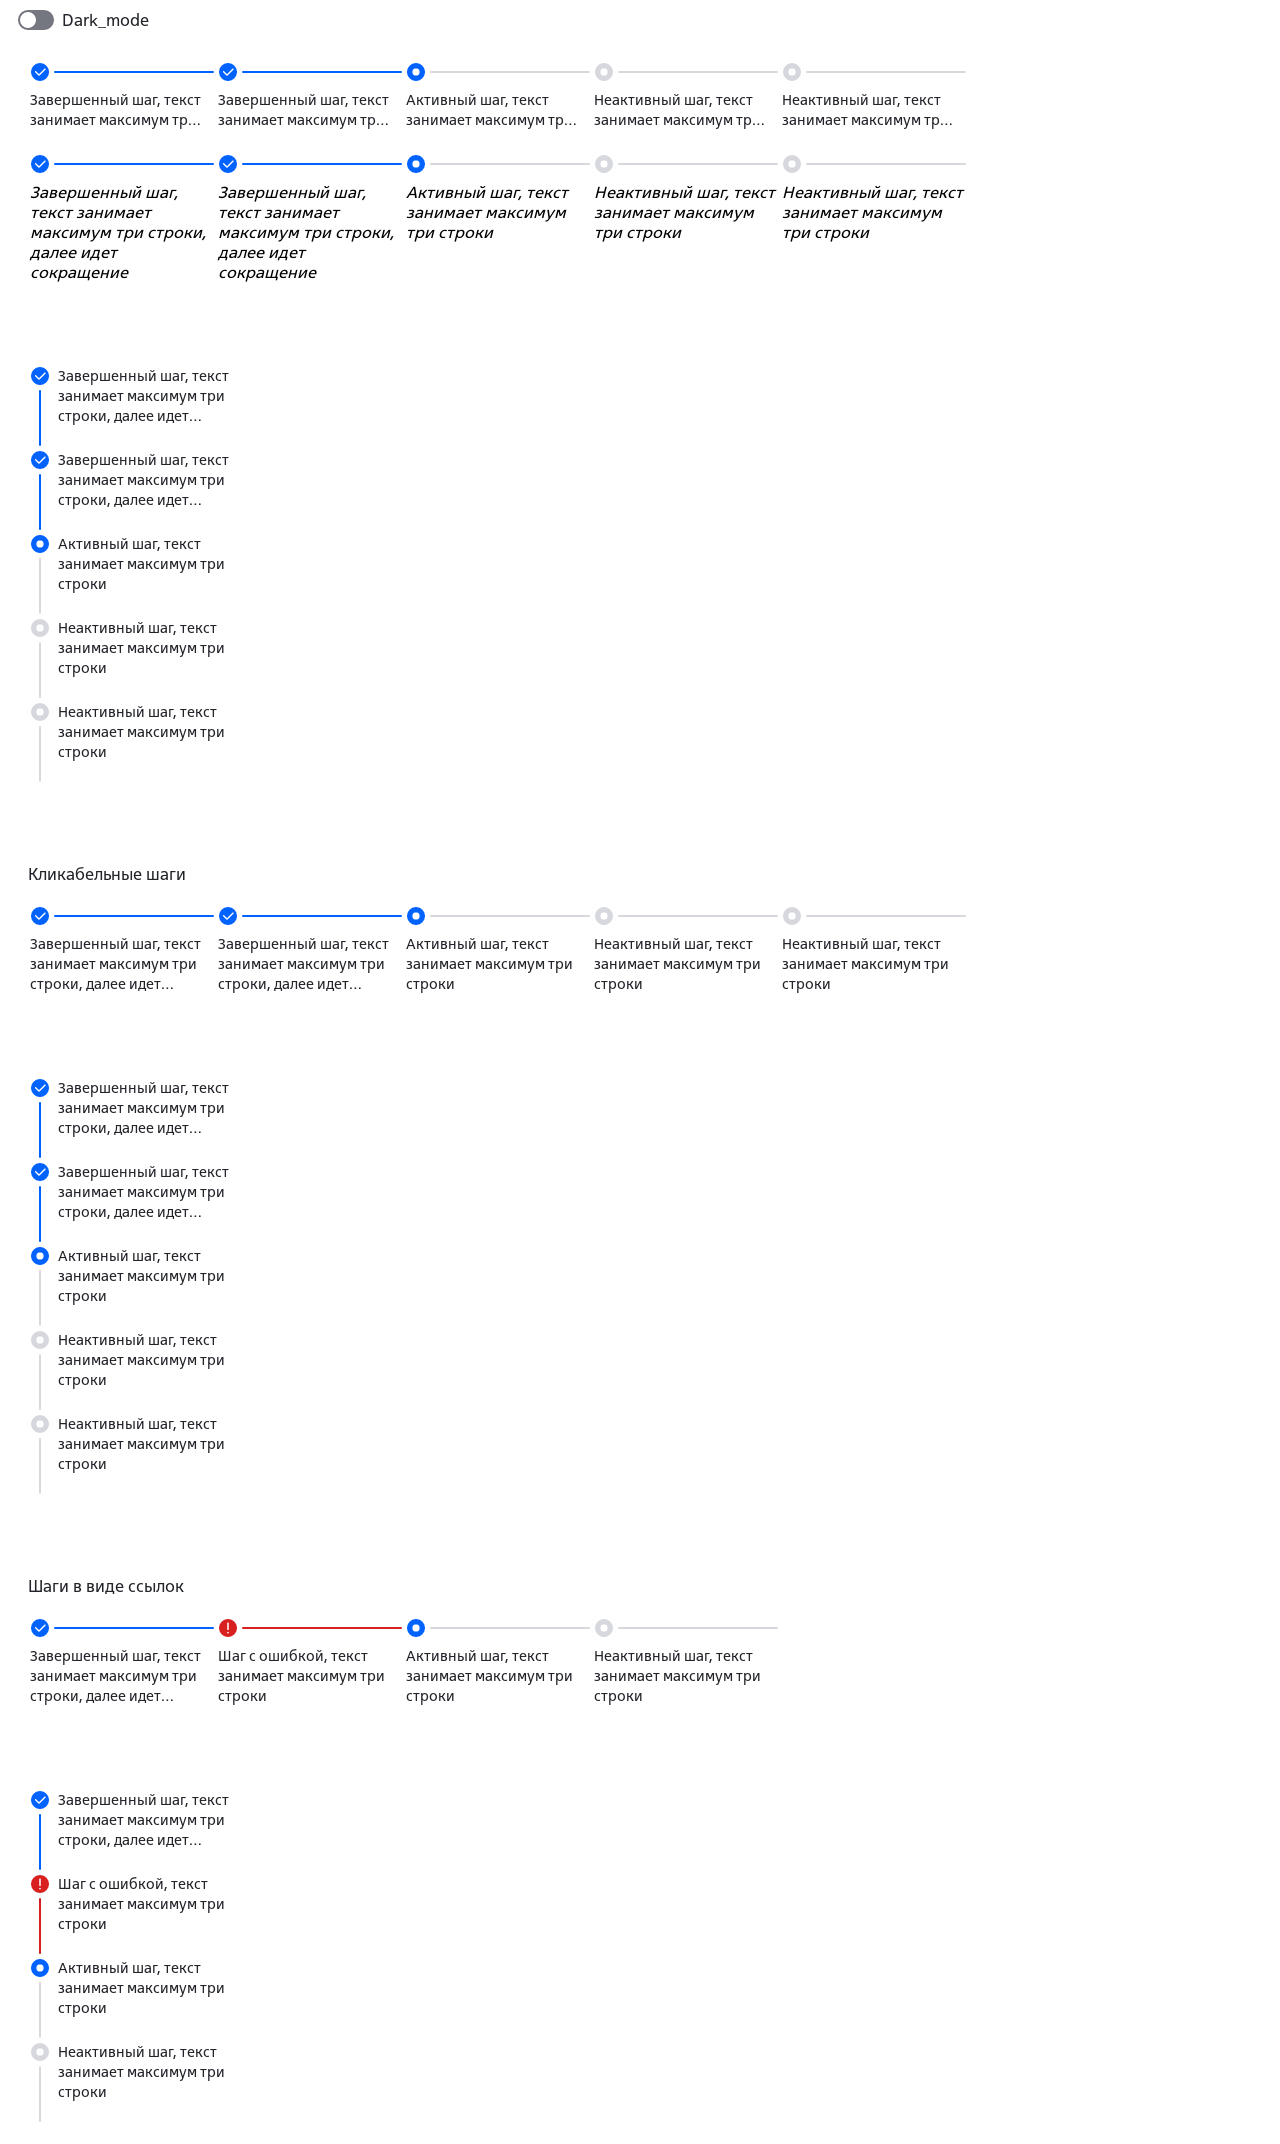 Dark_mode
Завершенный шаг, текст
занимает максимум тр...
Завершенный шаг, текст
занимает максимум тр...
Активный шаг, текст
занимает максимум тр...
Неактивный шаг, текст
занимает максимум тр...
Неактивный шаг, текст
занимает максимум тр...
Завершенный шаг,
текст занимает
максимум три строки,
далее идет
сокращение
Завершенный шаг,
текст занимает
максимум три строки,
далее идет
сокращение
Активный шаг, текст
занимает максимум
три строки
Неактивный шаг, текст
занимает максимум
три строки
Неактивный шаг, текст
занимает максимум
три строки
Завершенный шаг, текст
занимает максимум три
строки, далее идет...
Завершенный шаг, текст
занимает максимум три
строки, далее идет...
Активный шаг, текст
занимает максимум три
строки
Неактивный шаг, текст
занимает максимум три
строки
Неактивный шаг, текст
занимает максимум три
строки
Кликабельные шаги
Завершенный шаг, текст
занимает максимум три
строки, далее идет...
Завершенный шаг, текст
занимает максимум три
строки, далее идет...
Активный шаг, текст
занимает максимум три
строки
Неактивный шаг, текст
занимает максимум три
строки
Неактивный шаг, текст
занимает максимум три
строки
Завершенный шаг, текст
занимает максимум три
строки, далее идет...
Завершенный шаг, текст
занимает максимум три
строки, далее идет...
Активный шаг, текст
занимает максимум три
строки
Неактивный шаг, текст
занимает максимум три
строки
Неактивный шаг, текст
занимает максимум три
строки
Шаги в виде ссылок
Завершенный шаг, текст
занимает максимум три
строки, далее идет...
Шаг с ошибкой, текст
занимает максимум три
строки
Активный шаг, текст
занимает максимум три
строки
Неактивный шаг, текст
занимает максимум три
строки
Завершенный шаг, текст
занимает максимум три
строки, далее идет...
Шаг с ошибкой, текст
занимает максимум три
строки
Активный шаг, текст
занимает максимум три
строки
Неактивный шаг, текст
занимает максимум три
строки